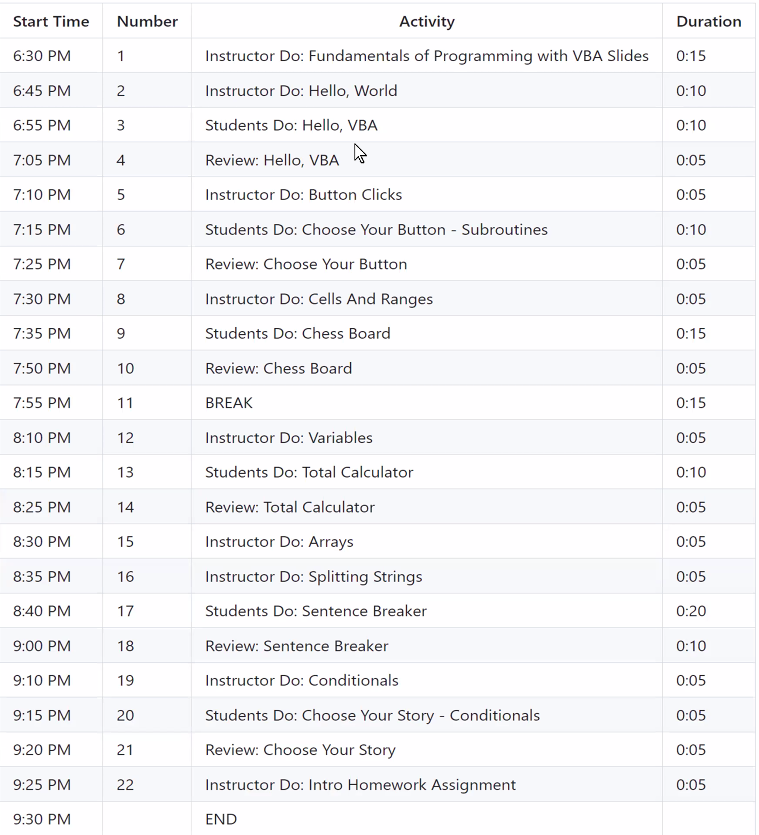 Start Time Number Activity Duration
6:30 PM 1 Instructor Do: Fundamentals of Programming with VBA Slides 0:15
6:45 PM 2 Instructor Do: Hello, World 0:10
6:55 PM 3 Students Do: Hello, VBA 0:10
7:05 PM 4 Review: Hello, VBA 0:05
7:10 PM 5 Instructor Do: Button Clicks 0:05
7:15 PM 6 Students Do: Choose Your Button - Subroutines 0:10
7:25 PM 7 Review: Choose Your Button 0:05
7:30 PM 8 Instructor Do: Cells And Ranges 0:05
7:35 PM 9 Students Do: Chess Board 0:15
7:50 PM 10 Review: Chess Board 0:05
7:55 PM 11 BREAK 0:15
8:10 PM 12 Instructor Do: Variables 0:05
8:15 PM 13 Students Do: Total Calculator 0:10
8:25 PM 14 Review: Total Calculator 0:05
8:30 PM 15 Instructor Do: Arrays 0:05
8:35 PM 16 Instructor Do: Splitting Strings 0:05
8:40 PM 17 Students Do: Sentence Breaker 0:20
9:00 PM 18 Review: Sentence Breaker 0:10
9:10 PM 19 Instructor Do: Conditionals 0:05
9:15 PM 20 Students Do: Choose Your Story - Conditionals 0:05
9:20 PM 21 Review: Choose Your Story 0:05
9:25 PM 22 Instructor Do: Intro Homework Assignment 0:05
9:30 PM END